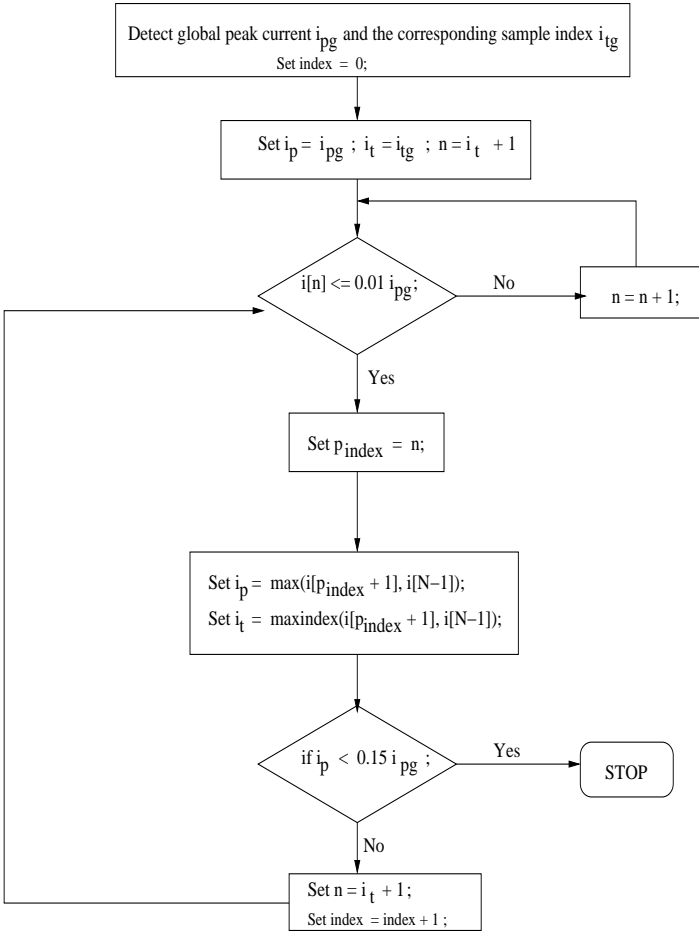 Detect global peak current i_pg and the corresponding sample index i_tg
Set index = 0;
Set i_p = i_pg ; i_t = i_tg ; n = i_t + 1
i[n] <= 0.01 i_pg;
No
n = n + 1;
Yes
Set p_index = n;
Set i_p = max(i[p_index + 1], i[N−1]);
Set i_t = maxindex(i[p_index + 1], i[N−1]);
if i_p < 0.15 i_pg ;
Yes
STOP
No
Set n = i_t + 1;
Set index = index + 1 ;